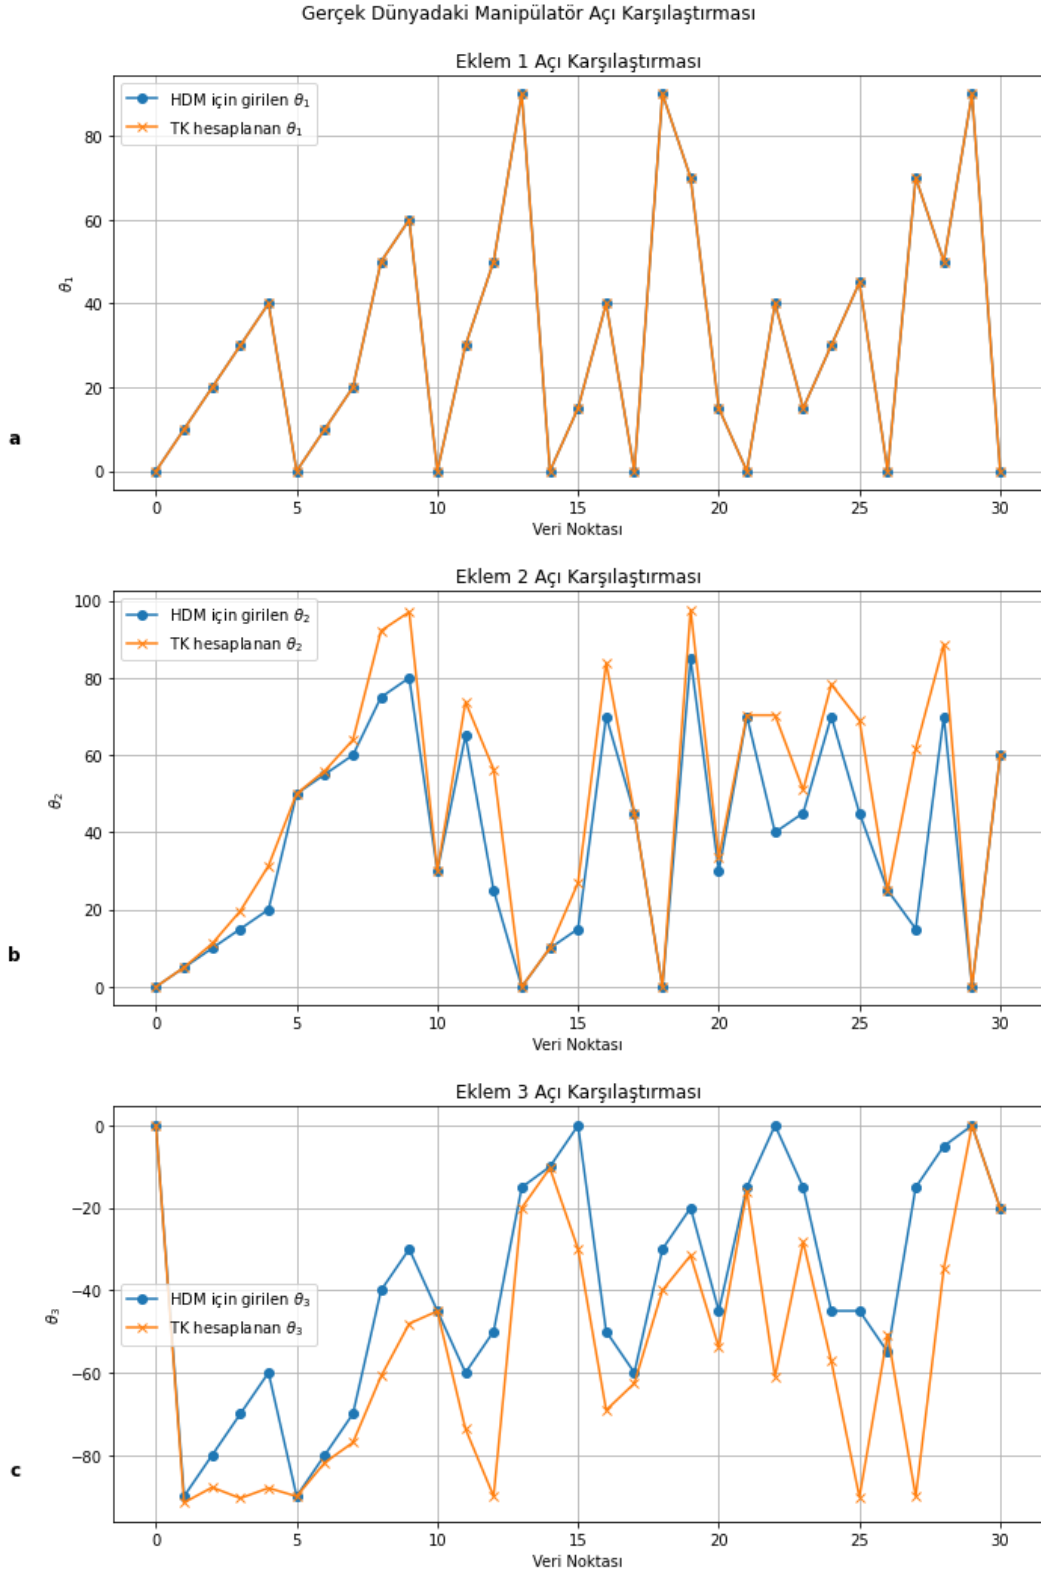 Gerçek Dünyadaki Manipülatör Açı Karşılaştırması
Eklem 1 Açı Karşılaştırması
HDM için girilen θ₁
TK hesaplanan θ₁
80
60
40
20
0
θ₁
a
0 5 10 15 20 25 30
Veri Noktası
Eklem 2 Açı Karşılaştırması
HDM için girilen θ₂
TK hesaplanan θ₂
100
80
60
40
20
0
θ₂
b
0 5 10 15 20 25 30
Veri Noktası
Eklem 3 Açı Karşılaştırması
HDM için girilen θ₃
TK hesaplanan θ₃
0
−20
−40
−60
−80
θ₃
c
0 5 10 15 20 25 30
Veri Noktası